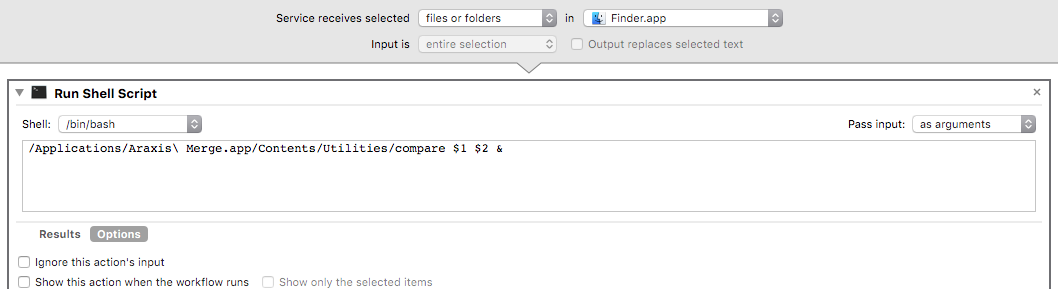 Service receives selected files or folders in Finder.app
Input is entire selection Output replaces selected text
Run Shell Script
Shell: /bin/bash Pass input: as arguments
/Applications/Araxis\ Merge.app/Contents/Utilities/compare $1 $2 &
Results Options
Ignore this action's input
Show this action when the workflow runs Show only the selected items